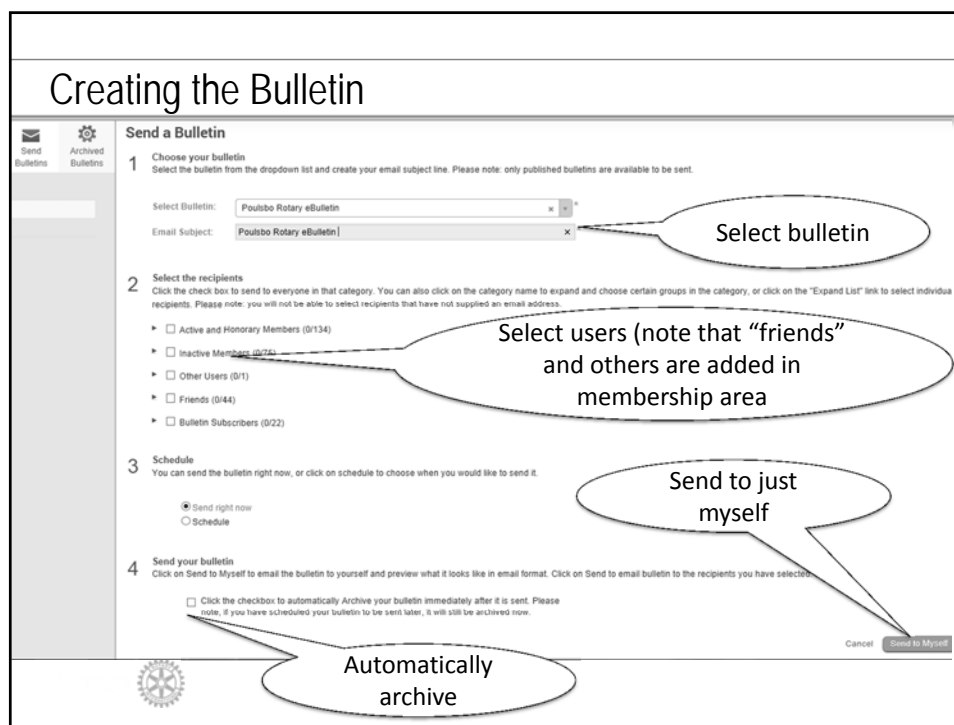 Creating the Bulletin
Send Bulletins
Archived Bulletins
Send a Bulletin
1 Choose your bulletin
Select the bulletin from the dropdown list and create your email subject line. Please note: only published bulletins are available to be sent.
Select Bulletin: Poulsbo Rotary eBulletin x *
Email Subject: Poulsbo Rotary eBulletin x
Select bulletin
2 Select the recipients
Click the check box to send to everyone in that category. You can also click on the category name to expand and choose certain groups in the category, or click on the "Expand List" link to select individua
recipients. Please note: you will not be able to select recipients that have not supplied an email address.
Active and Honorary Members (0/134)
Inactive Members (0/75)
Other Users (0/1)
Friends (0/44)
Bulletin Subscribers (0/22)
Select users (note that “friends”
and others are added in
membership area
3 Schedule
You can send the bulletin right now, or click on schedule to choose when you would like to send it.
Send right now
Schedule
Send to just
myself
4 Send your bulletin
Click on Send to Myself to email the bulletin to yourself and preview what it looks like in email format. Click on Send to email bulletin to the recipients you have selected
Click the checkbox to automatically Archive your bulletin immediately after it is sent. Please
note, if you have scheduled your bulletin to be sent later, it will still be archived now.
Cancel Send to Myself
Automatically
archive